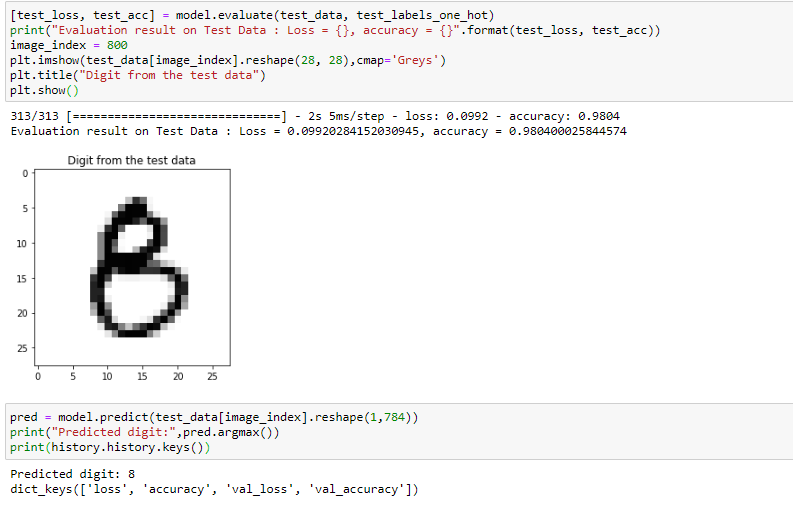 [test_loss, test_acc] = model.evaluate(test_data, test_labels_one_hot)
print("Evaluation result on Test Data : Loss = {}, accuracy = {}".format(test_loss, test_acc))
image_index = 800
plt.imshow(test_data[image_index].reshape(28, 28),cmap='Greys')
plt.title("Digit from the test data")
plt.show()
313/313 [==============================] - 2s 5ms/step - loss: 0.0992 - accuracy: 0.9804
Evaluation result on Test Data : Loss = 0.09920284152030945, accuracy = 0.980400025844574
Digit from the test data
0
5
10
15
20
25
0 5 10 15 20 25
pred = model.predict(test_data[image_index].reshape(1,784))
print("Predicted digit:",pred.argmax())
print(history.history.keys())
Predicted digit: 8
dict_keys(['loss', 'accuracy', 'val_loss', 'val_accuracy'])